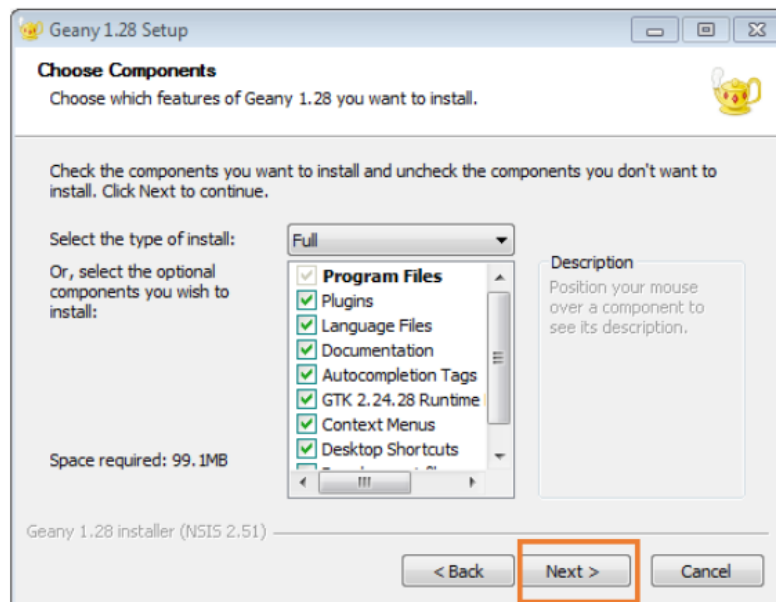 Geany 1.28 Setup
Choose Components
Choose which features of Geany 1.28 you want to install.
Check the components you want to install and uncheck the components you don't want to
install. Click Next to continue.
Select the type of install:
Full
Or, select the optional
components you wish to
install:
Program Files
Plugins
Language Files
Documentation
Autocompletion Tags
GTK 2.24.28 Runtime
Context Menus
Desktop Shortcuts
Description
Position your mouse
over a component to
see its description.
Space required: 99.1MB
Geany 1.28 installer (NSIS 2.51)
< Back
Next >
Cancel